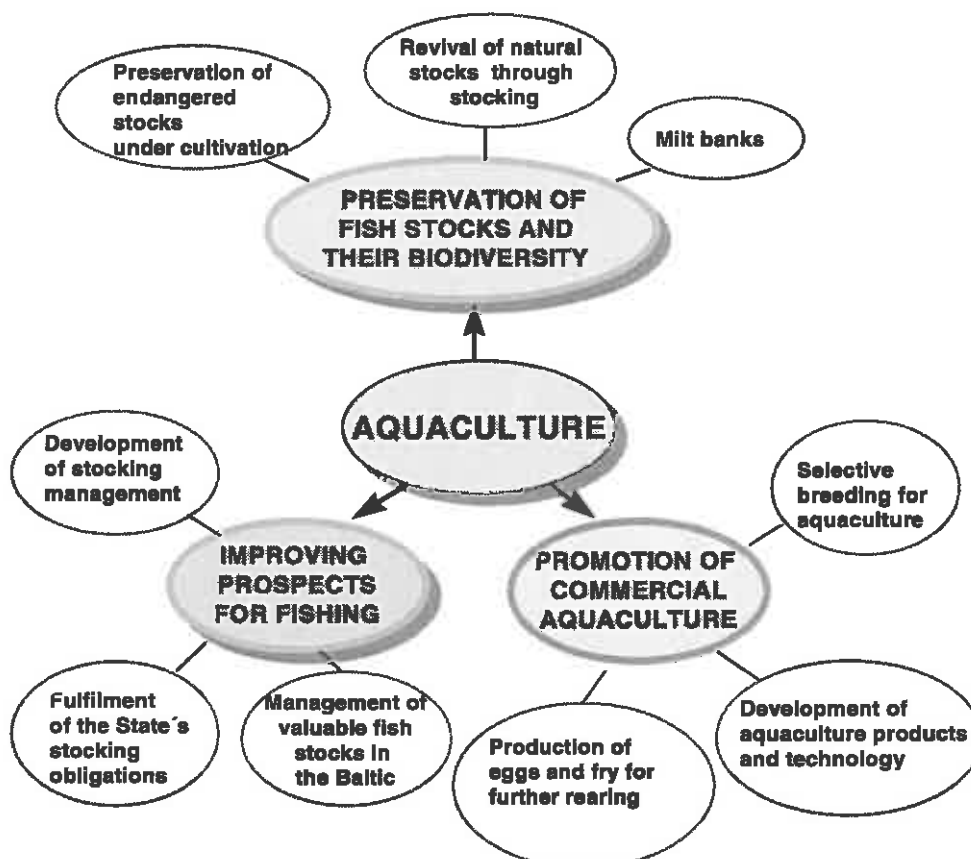 Preservation of
endangered
stocks
under cultivation
Revival of natural
stocks through
stocking
Milt banks
PRESERVATION OF
FISH STOCKS AND
THEIR BIODIVERSITY
AQUACULTURE
Development
of stocking
management
IMPROVING
PROSPECTS
FOR FISHING
Fulfilment
of the State´s
stocking
obligations
Management of
valuable fish
stocks in
the Baltic
Selective
breeding for
aquaculture
PROMOTION OF
COMMERCIAL
AQUACULTURE
Production of
eggs and fry for
further rearing
Development of
aquaculture products
and technology